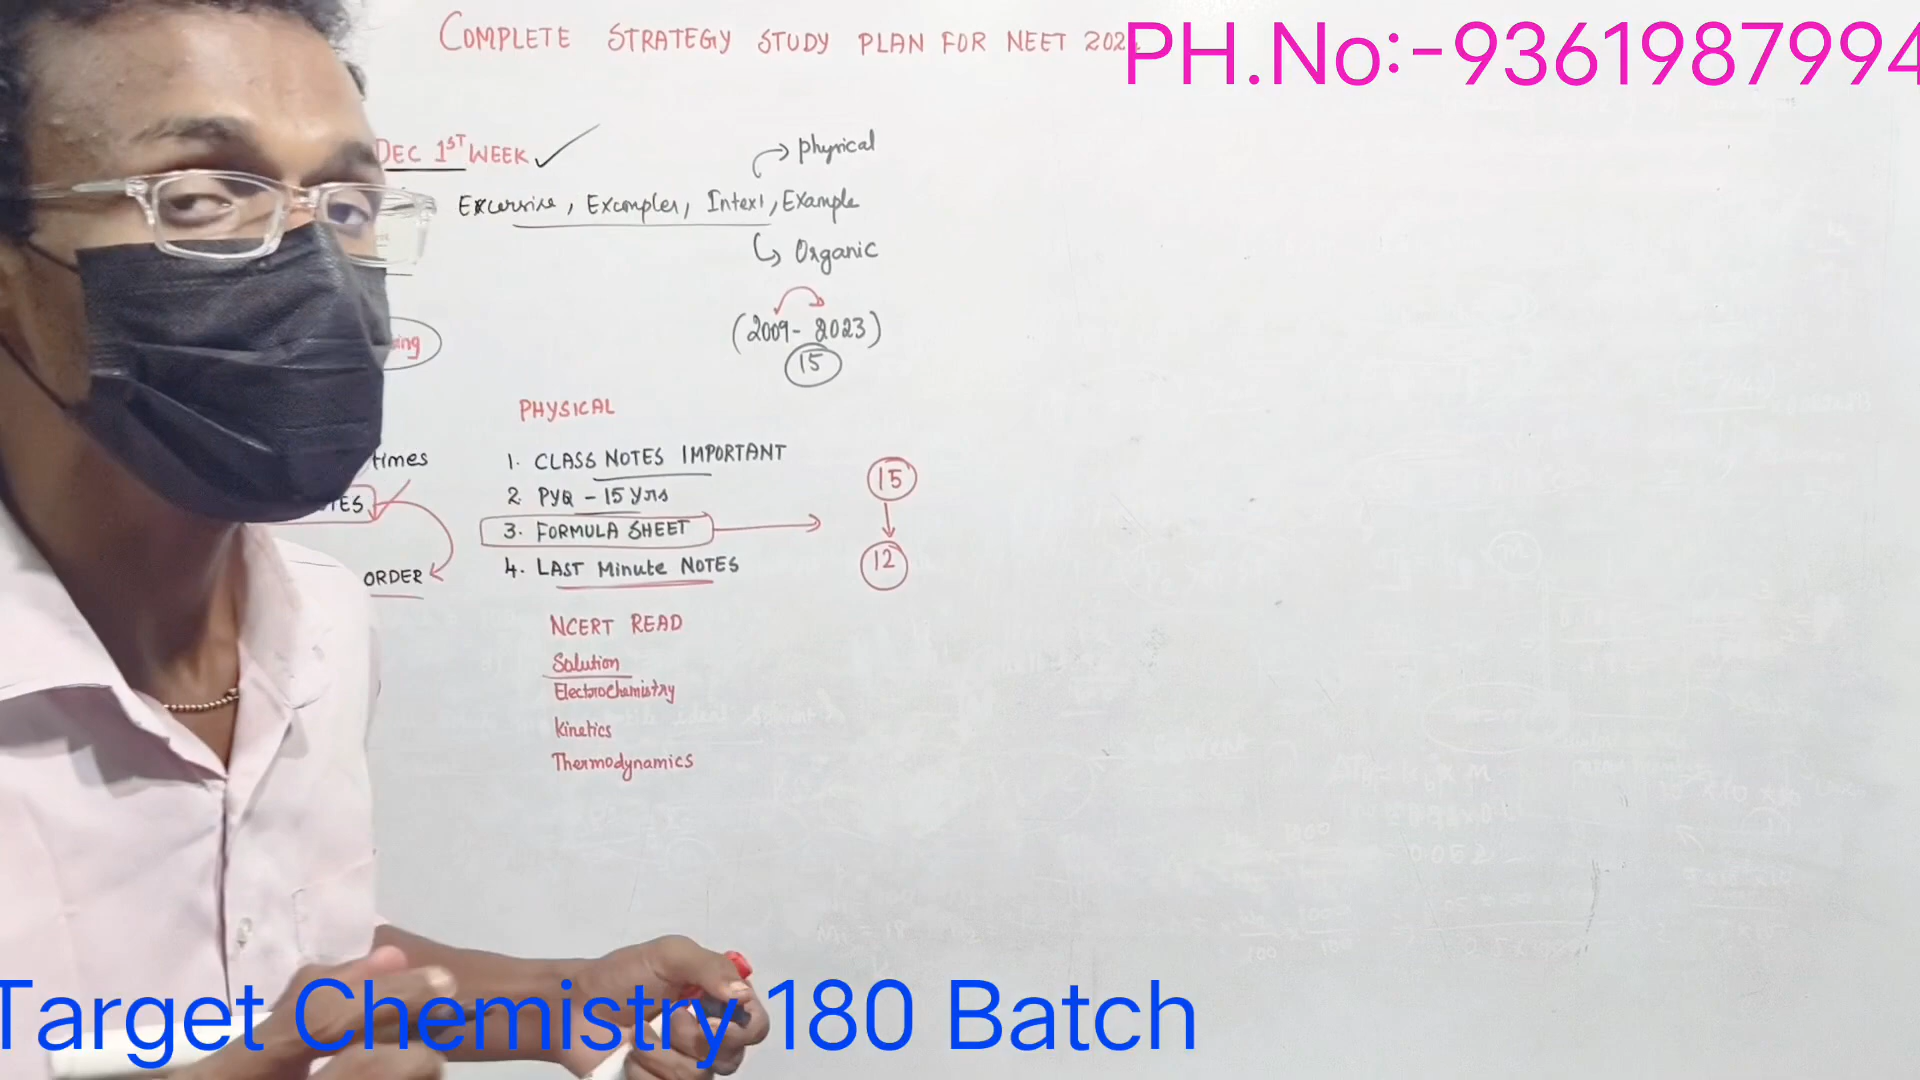 COMPLETE STRATEGY STUDY PLAN FOR NEET 202
PH.No:-9361987994
DEC 1ST WEEK
physical
Excersise, Examples, Intext, Example
Organic
(2009 - 2023)
15
PHYSICAL
1. CLASS NOTES IMPORTANT
times
2. PYQ - 15 Yrs
15
3. FORMULA SHEET
4. LAST Minute NOTES
12
ORDER
NCERT READ
Solution
Electrochemistry
Kinetics
Thermodynamics
Target Chemistry 180 Batch